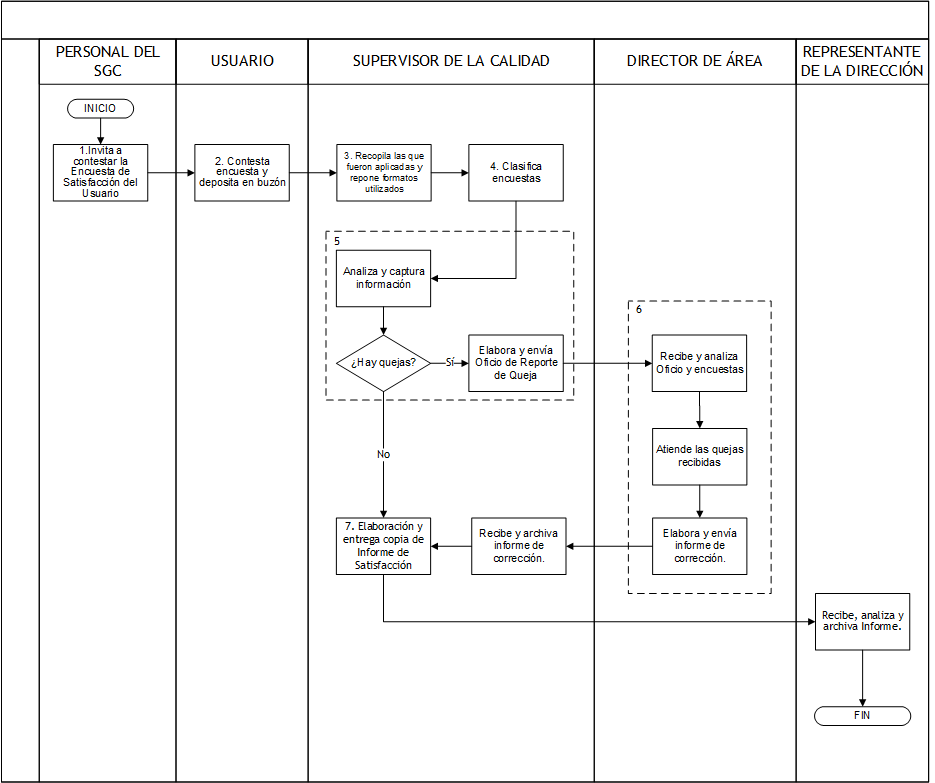 PERSONAL DEL
SGC
USUARIO
SUPERVISOR DE LA CALIDAD
DIRECTOR DE ÁREA
REPRESENTANTE
DE LA DIRECCIÓN
INICIO
1.Invita a
contestar la
Encuesta de
Satisfacción del
Usuario
2. Contesta
encuesta y
deposita en buzón
3. Recopila las que
fueron aplicadas y
repone formatos
utilizados
4. Clasifica
encuestas
5
Analiza y captura
información
¿Hay quejas?
Sí
Elabora y envía
Oficio de Reporte
de Queja
6
Recibe y analiza
Oficio y encuestas
Atiende las quejas
recibidas
No
7. Elaboración y
entrega copia de
Informe de
Satisfacción
Recibe y archiva
informe de
corrección.
Elabora y envía
informe de
corrección.
Recibe, analiza y
archiva Informe.
FIN